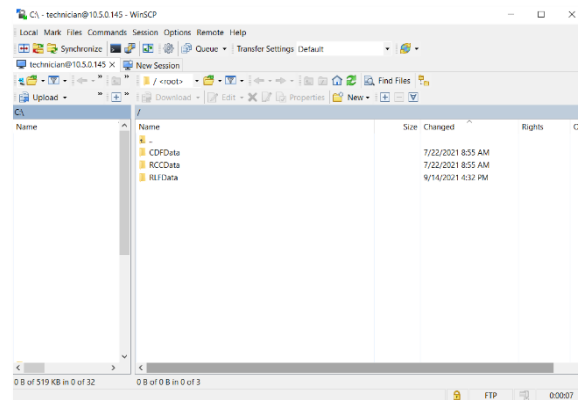 C:\ - technician@10.5.0.145 - WinSCP
Local Mark Files Commands Session Options Remote Help
Synchronize Queue Transfer Settings Default
technician@10.5.0.145 × New Session
/ <root> Find Files
Upload Download Edit Properties New
C:\ /
Name Name Size Changed Rights O
..
CDFData 7/22/2021 8:55 AM
RCCData 7/22/2021 8:55 AM
RLFData 9/14/2021 4:32 PM
0 B of 519 KB in 0 of 32 0 B of 0 B in 0 of 3
FTP 0:00:07